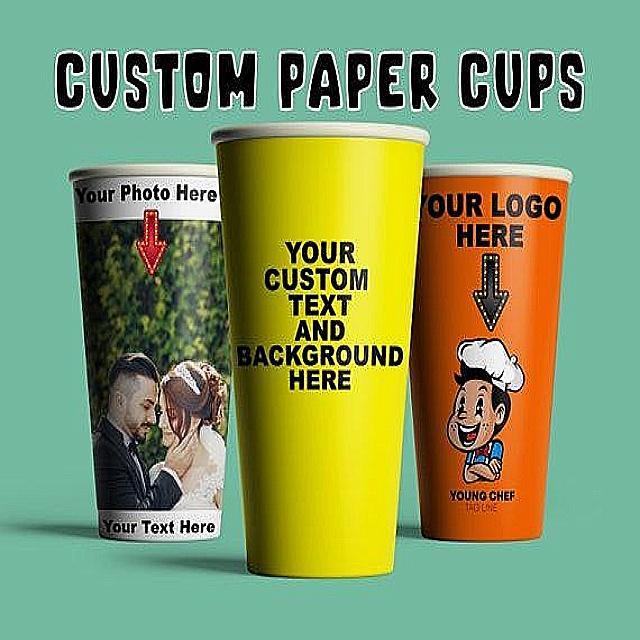 CUSTOM PAPER CUPS
Your Photo Here
Your Text Here
YOUR
CUSTOM
TEXT
AND
BACKGROUND
HERE
YOUR LOGO
HERE
YOUNG CHEF
TAG LINE